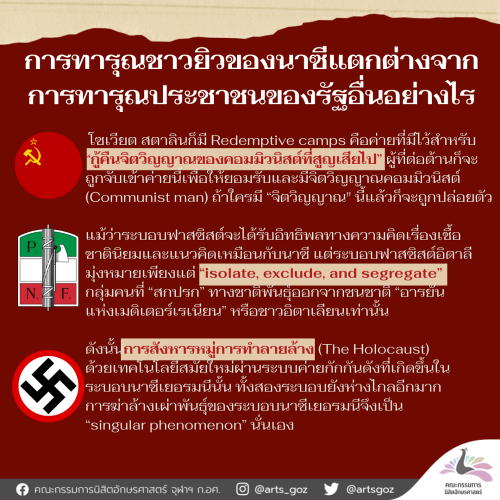 การทารุณชาวยิวของนาซีแตกต่างจาก
การทารุณประชาชนของรัฐอื่นอย่างไร
โซเวียต สตาลินก็มี Redemptive camps คือค่ายที่มีไว้สำหรับ
"กู้คืนจิตวิญญาณของคอมมิวนิสต์ที่สูญเสียไป" ผู้ที่ต่อต้านก็จะ
ถูกจับเข้าค่ายนี้เพื่อให้ยอมรับและมีจิตวิญญาณคอมมิวนิสต์
(Communist man) ถ้าใครมี "จิตวิญญาณ" นี้แล้วก็จะถูกปล่อยตัว
P. N. F.
แม้ว่าระบอบฟาสซิสต์จะได้รับอิทธิพลทางความคิดเรื่องเชื้อ
ชาตินิยมและแนวคิดเหมือนกับนาซี แต่ระบอบฟาสซิสต์อิตาลี
มุ่งหมายเพียงแต่ "isolate, exclude, and segregate"
กลุ่มคนที่ "สกปรก" ทางชาติพันธุ์ออกจากชนชาติ "อารยัน
แห่งเมดิเตอร์เรเนียน" หรือชาวอิตาเลียนเท่านั้น
ดังนั้นการสังหารหมู่การทำลายล้าง (The Holocaust)
ด้วยเทคโนโลยีสมัยใหม่ผ่านระบบค่ายกักกันดังที่เกิดขึ้นใน
ระบอบนาซีเยอรมนีนั้น ทั้งสองระบอบยังห่างไกลอีกมาก
การฆ่าล้างเผ่าพันธุ์ของระบอบนาซีเยอรมนีจึงเป็น
"singular phenomenon" นั่นเอง
คณะกรรมการนิสิตอักษรศาสตร์ จุฬาฯ ก.อศ. @arts_goz @artsgoz
คณะกรรมการ
นิสิตอักษรศาสตร์